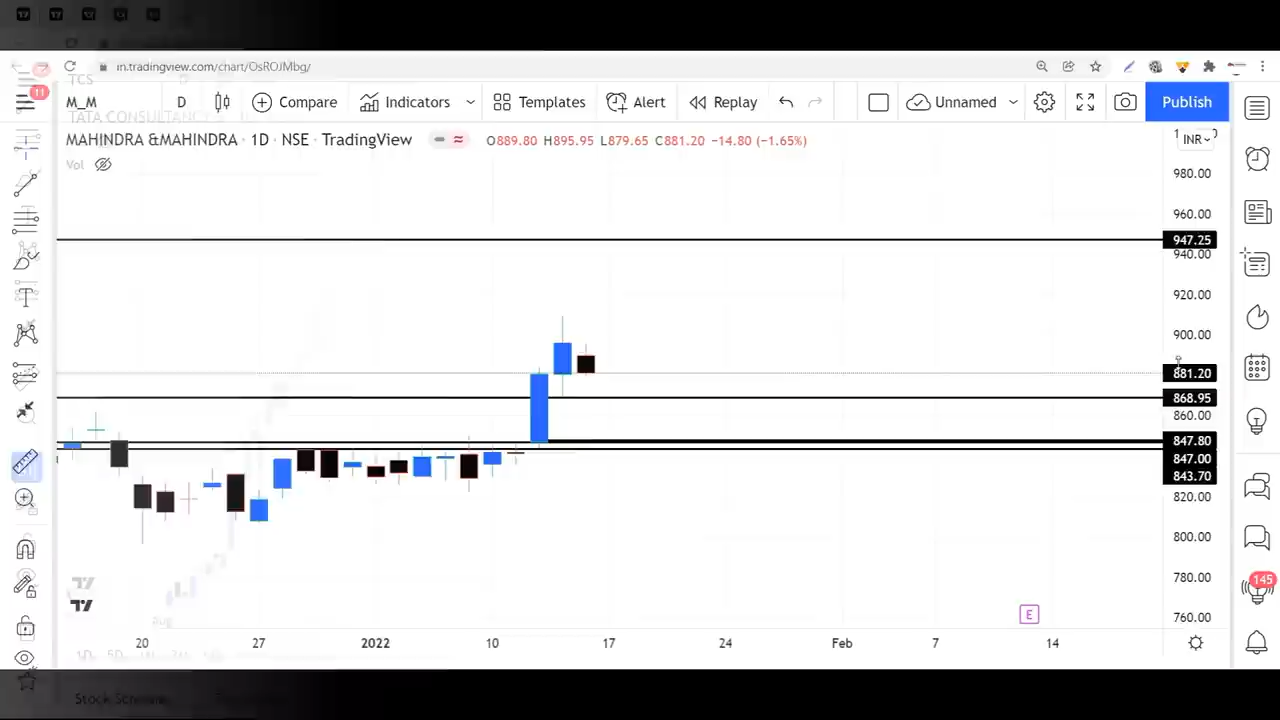 in.tradingview.com/chart/OsROJMbg/
TCS
11
M_M
D
Compare
Indicators
Templates
Alert
Replay
Unnamed
Publish
TATA CONSULTANCY
MAHINDRA &MAHINDRA · 1D · NSE · TradingView
O889.80 H895.95 L879.65 C881.20 −14.80 (−1.65%)
INR
Vol
980.00
960.00
947.25
940.00
920.00
900.00
881.20
868.95
860.00
847.80
847.00
843.70
820.00
800.00
780.00
760.00
145
E
Aug
20
27
2022
10
17
24
Feb
7
14
1D 5D
Stock Screener